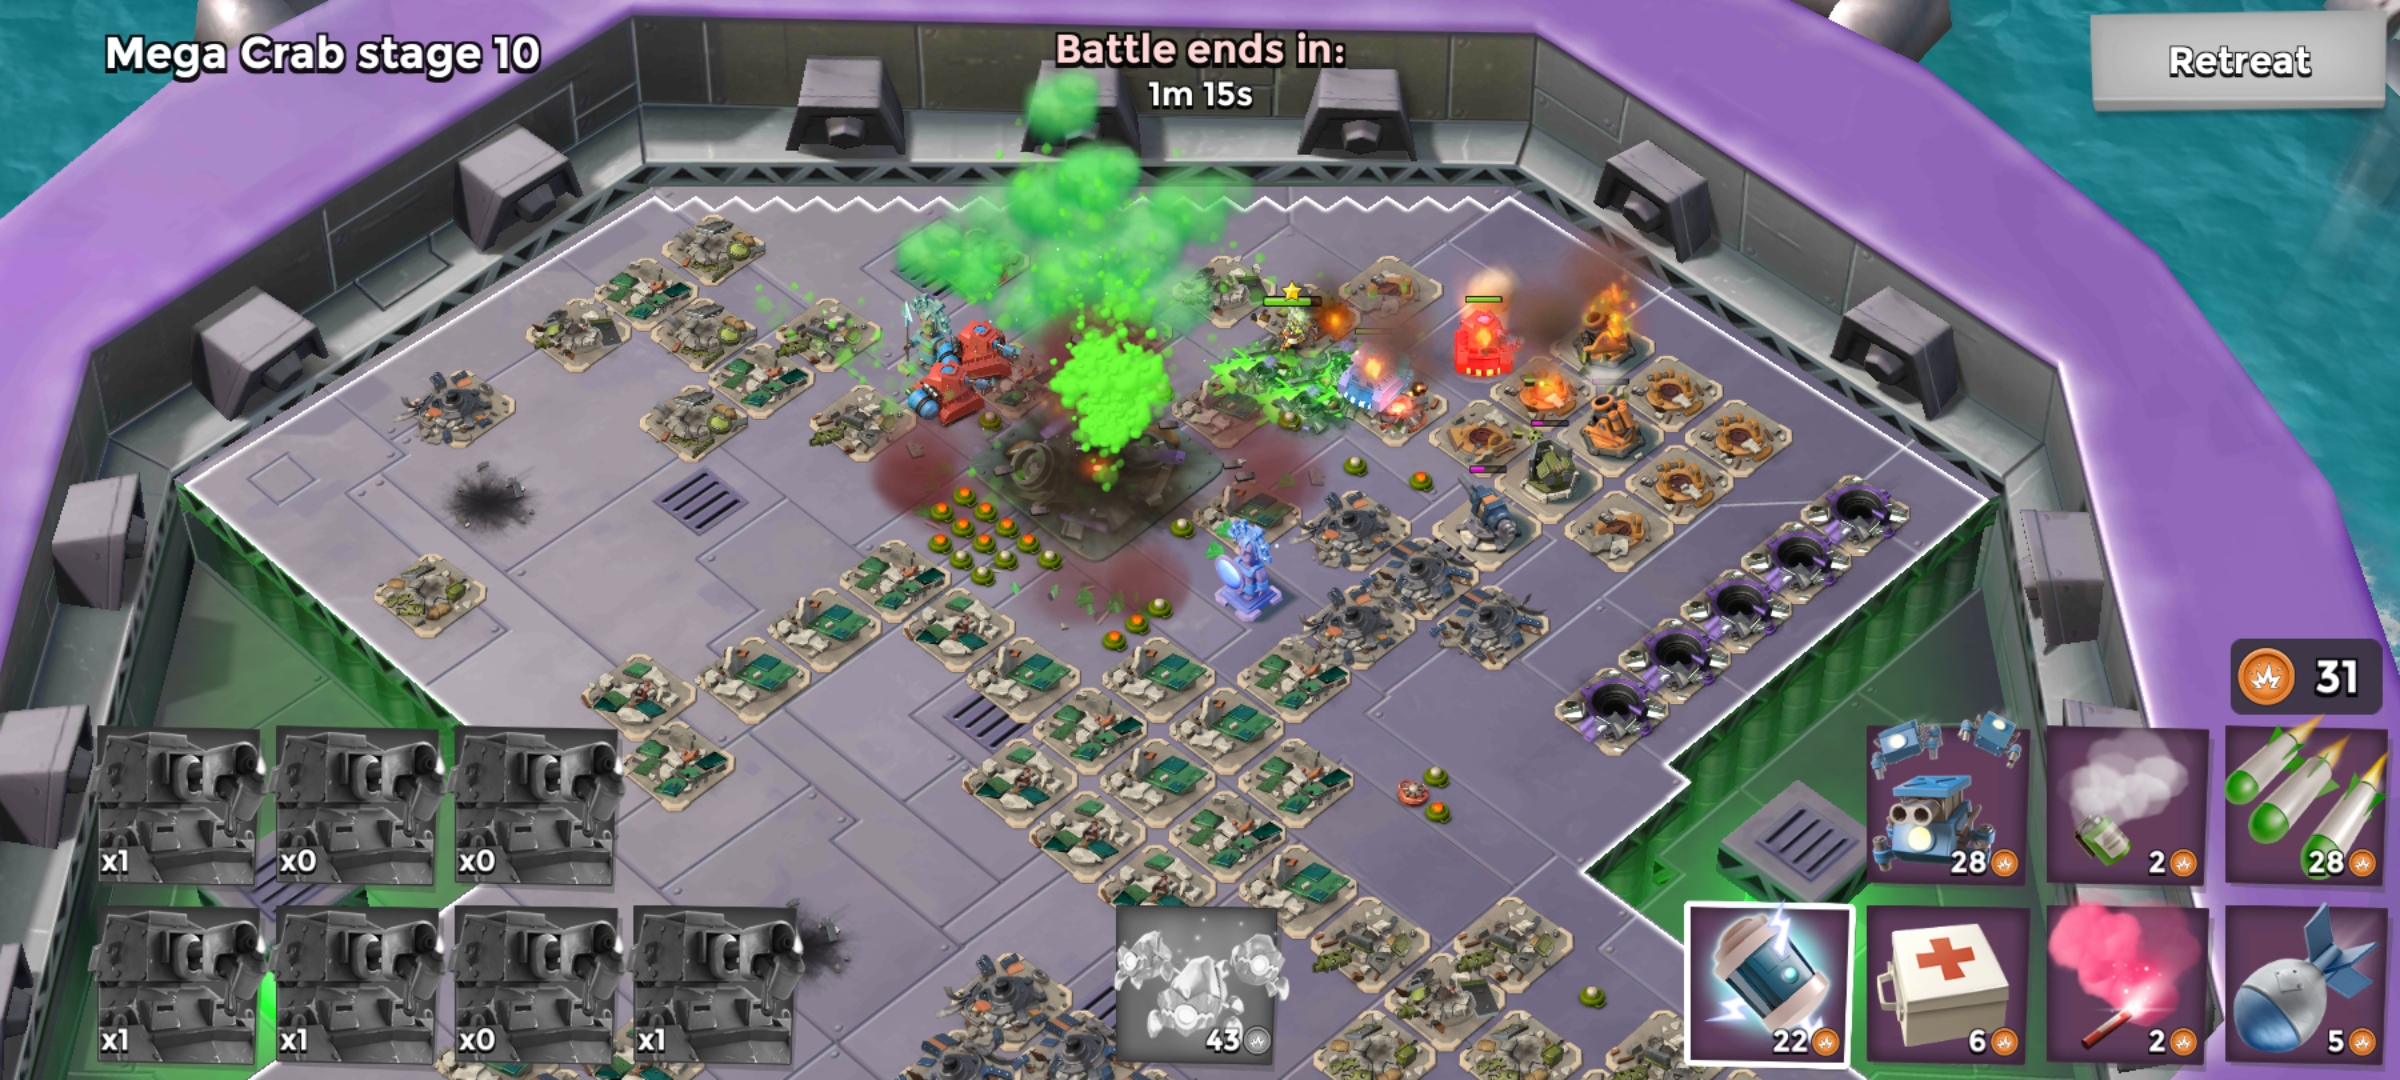 Mega Crab stage 10
Battle ends in:
1m 15s
Retreat
31
28
2
28
x1
x0
x0
x1
x1
x0
x1
43
22
6
2
5